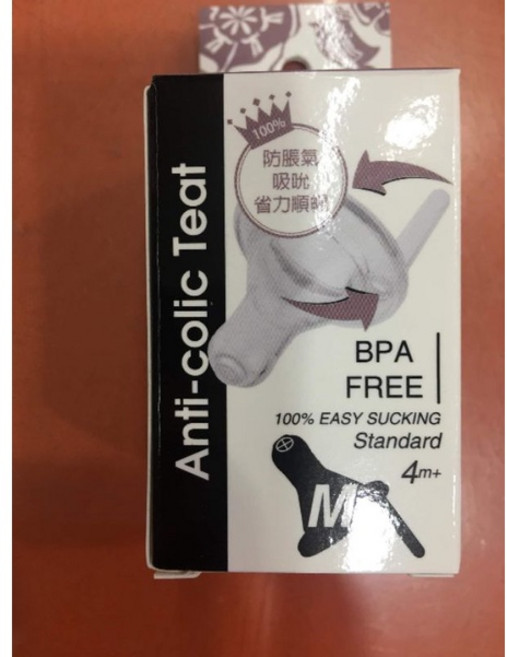 Anti-colic Teat
100%
防脹氣
吸吮
省力順
BPA
FREE
100% EASY SUCKING
Standard
4m+
M